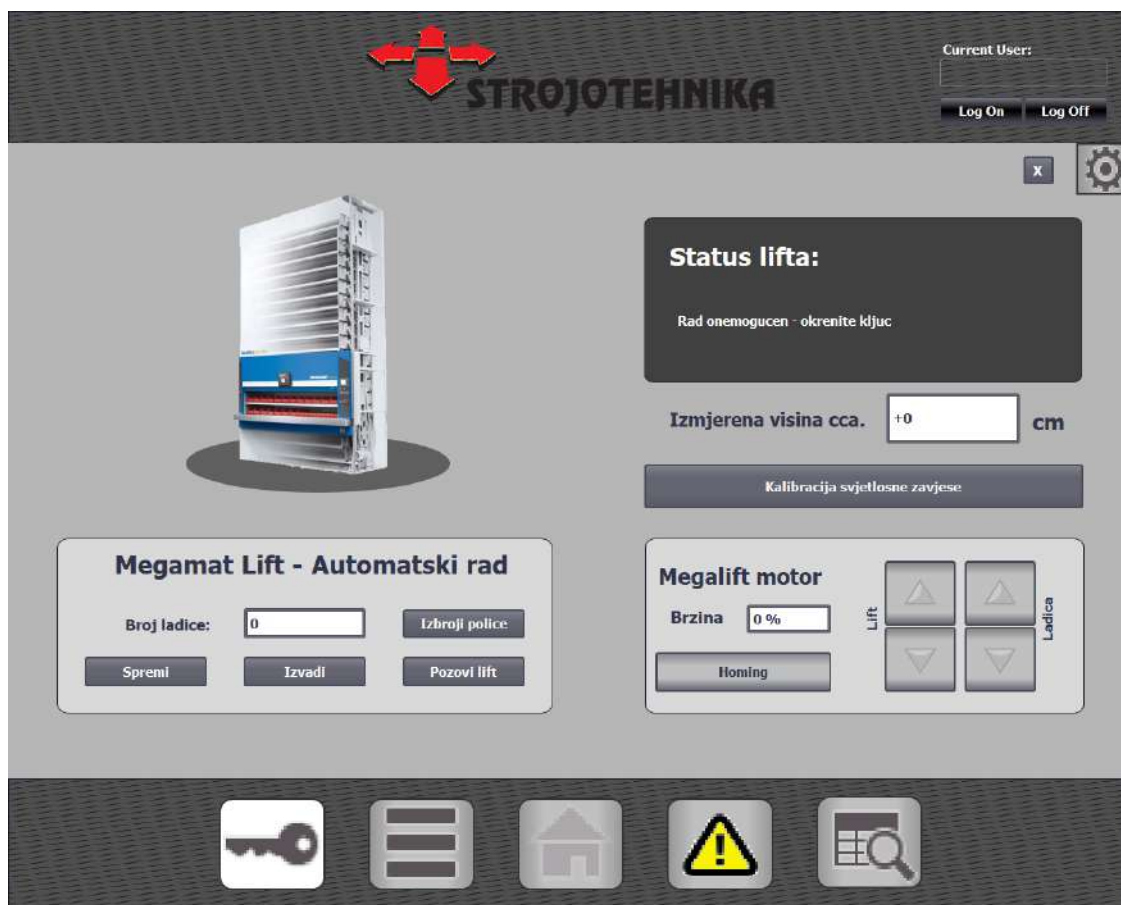 STROJOTEHNIKA
Current User:
Log On Log Off
X
Status lifta:
Rad onemogucen - okrenite kljuc
Izmjerena visina cca. +0 cm
Kalibracija svjetlosne zavjese
Megamat Lift - Automatski rad
Broj ladice: 0 Izbroji police
Spremi Izvadi Pozovi lift
Megalift motor
Brzina 0 %
Homing
Lift
Ladica